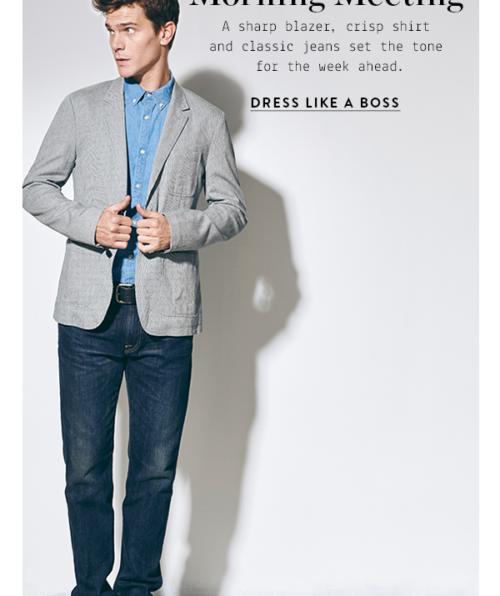 Morning Meeting
A sharp blazer, crisp shirt
and classic jeans set the tone
for the week ahead.
DRESS LIKE A BOSS